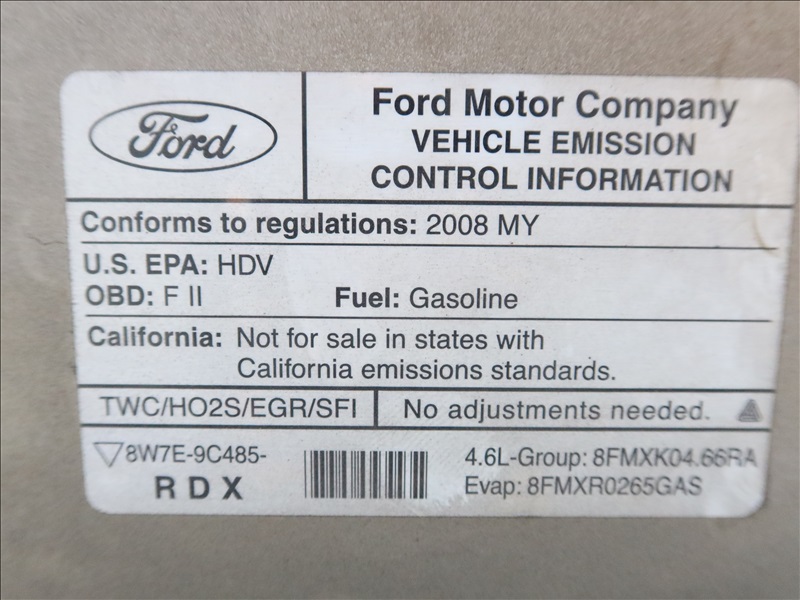 Ford
Ford Motor Company
VEHICLE EMISSION
CONTROL INFORMATION
Conforms to regulations: 2008 MY
U.S. EPA: HDV
OBD: F II Fuel: Gasoline
California: Not for sale in states with
California emissions standards.
TWC/HO2S/EGR/SFI No adjustments needed.
8W7E-9C485-
RDX
4.6L-Group: 8FMXK04.66RA
Evap: 8FMXR0265GAS